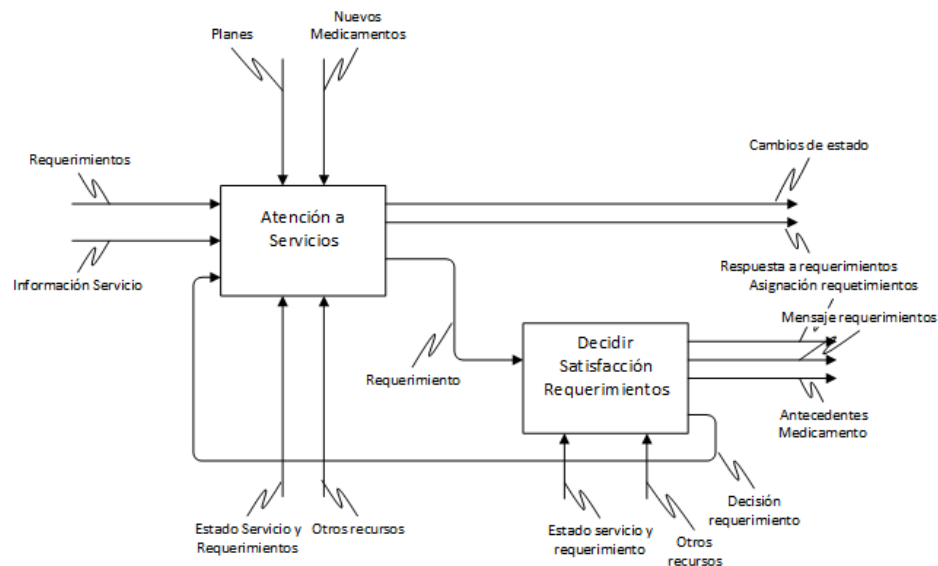 Planes
Nuevos
Medicamentos
Requerimientos
Cambios de estado
Atención a
Servicios
Información Servicio
Respuesta a requerimientos
Asignación requetimientos
Mensaje requerimientos
Decidir
Satisfacción
Requerimientos
Requerimiento
Antecedentes
Medicamento
Estado Servicio y
Requerimientos
Otros recursos
Estado servicio y
requerimiento
Otros
recursos
Decisión
requerimiento